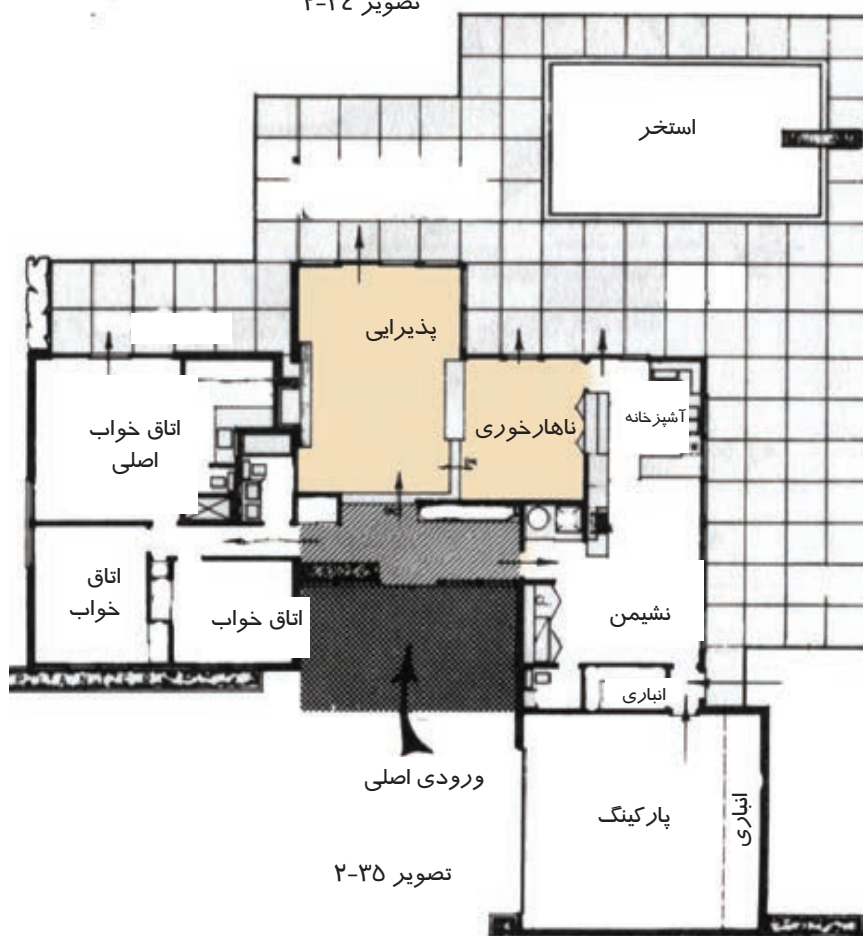 تصویر ۳۴-۲
استخر
پذیرایی
ناهارخوری
آشپزخانه
اتاق خواب
اصلی
اتاق
خواب
اتاق خواب
نشیمن
انباری
ورودی اصلی
پارکینگ
انباری
تصویر ۳۵-۲